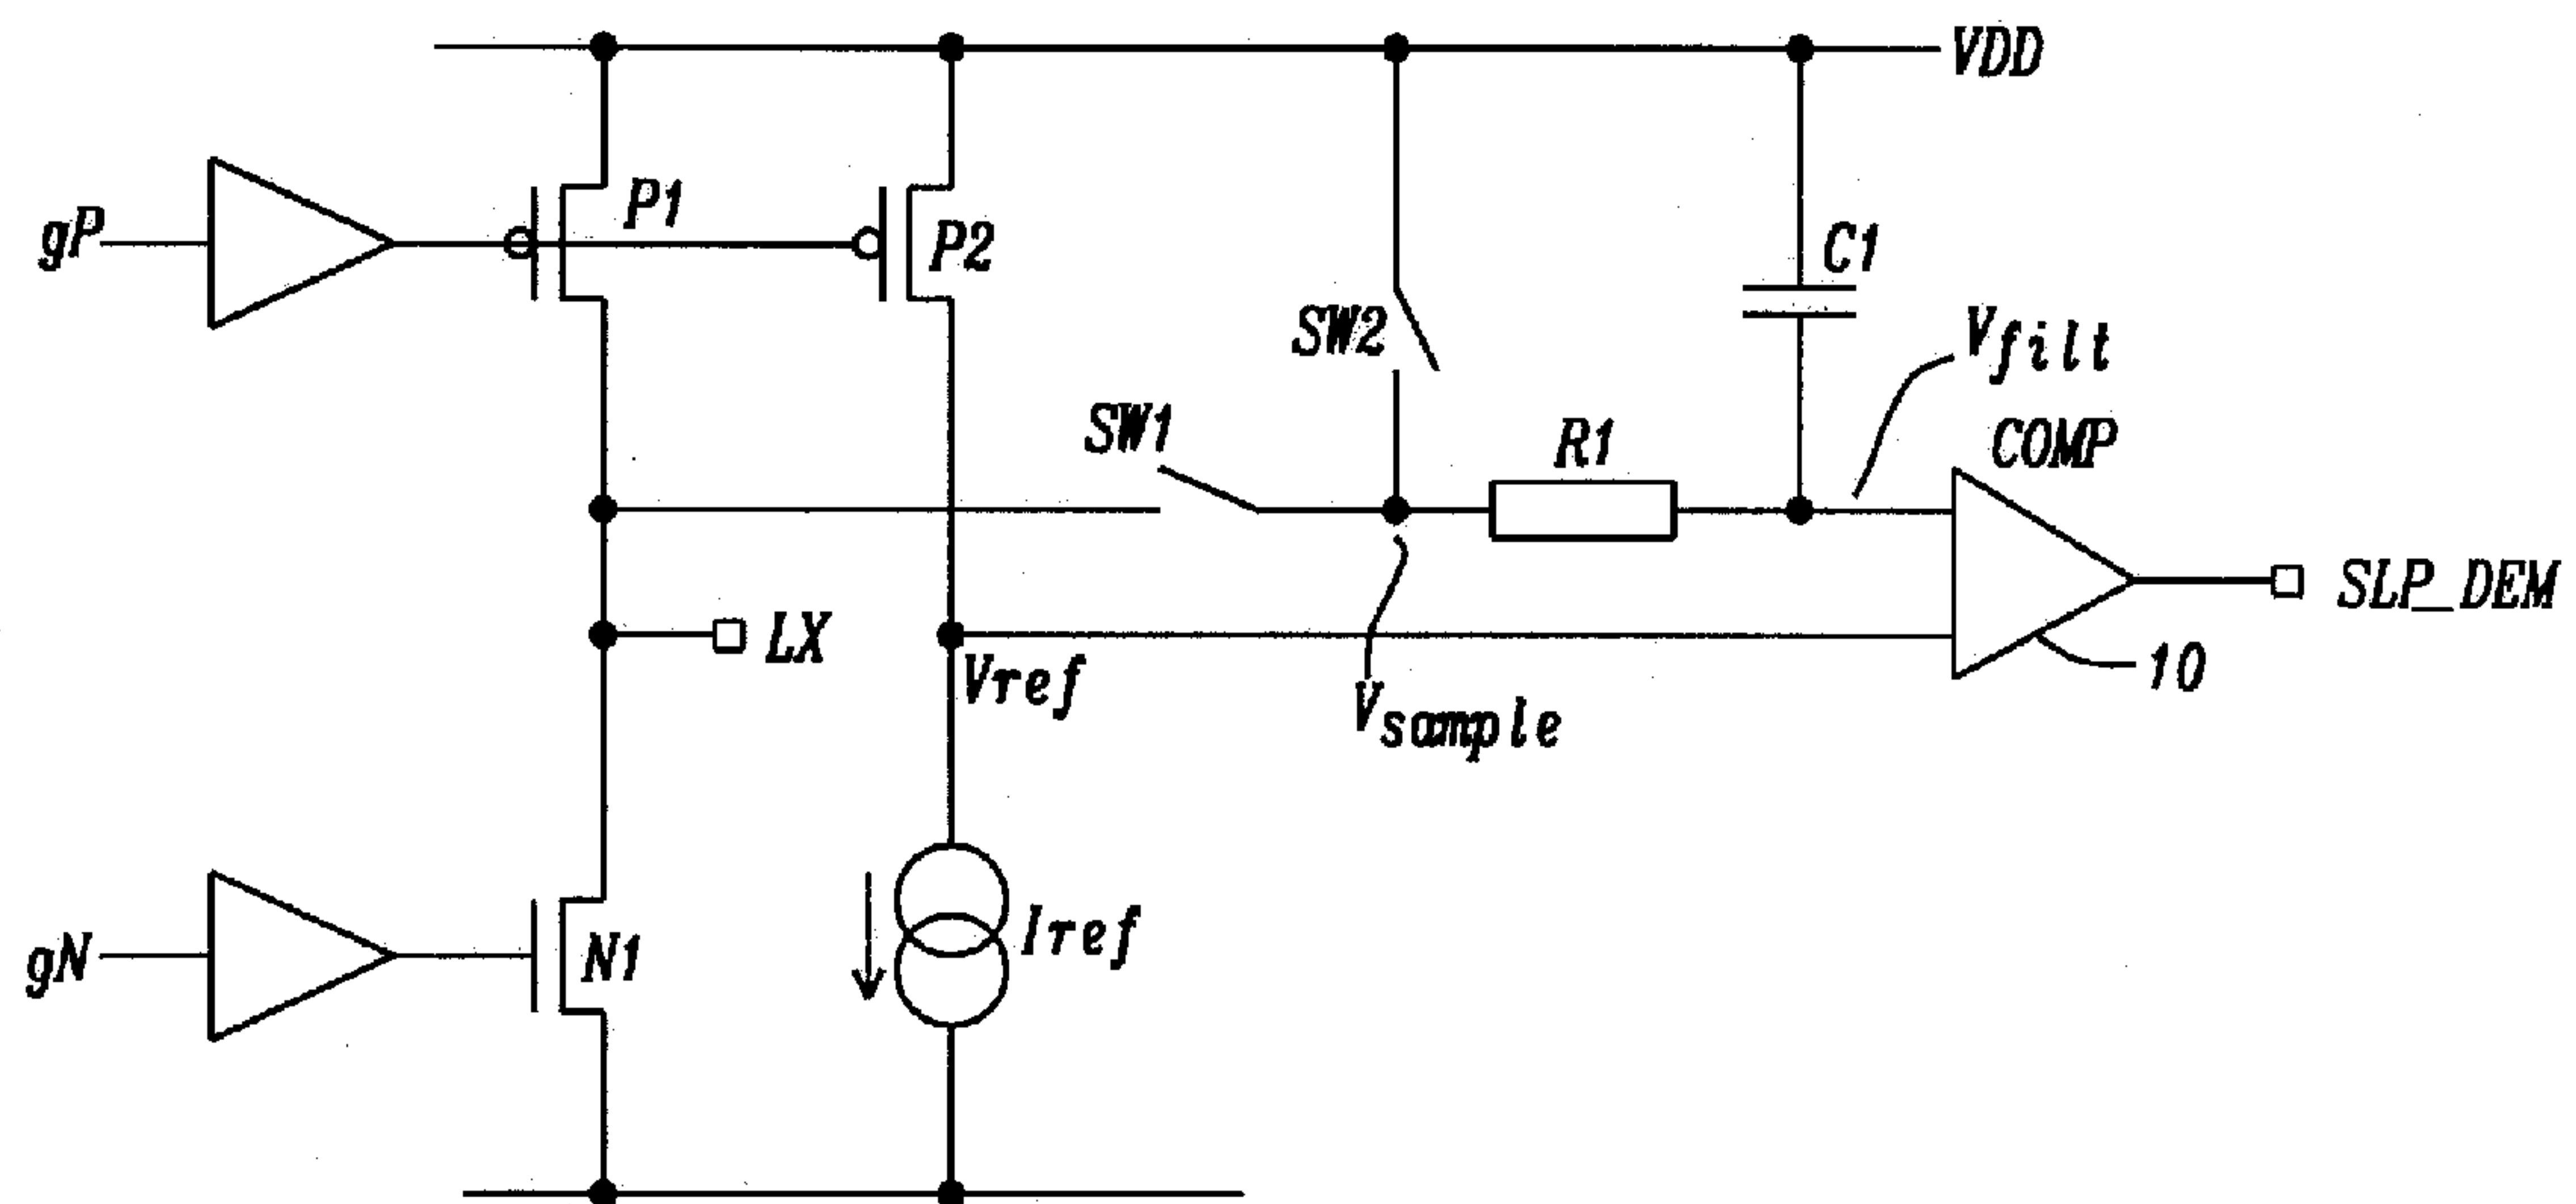 VDD
gP
P1
P2
C1
SW2
Vfilt
SW1
R1
COMP
LX
Vref
Vsample
SLP_DEM
10
gN
N1
Iref